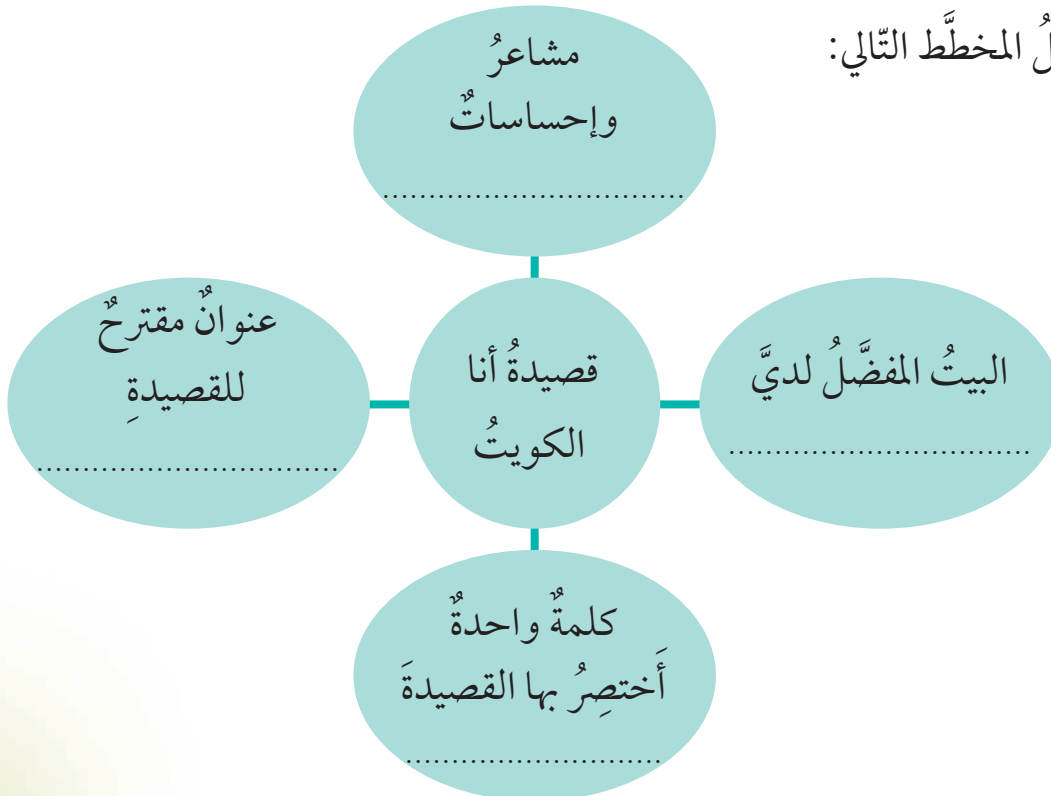 المخطَّط التّالي:
مشاعرُ
وإحساساتٌ
................................
البيتُ المفضَّلُ لديَّ
................................
قصيدةُ أنا
الكويتُ
عنوانٌ مقترحٌ
للقصيدةِ
................................
كلمةٌ واحدةٌ
أَختصِرُ بها القصيدةَ
...........................